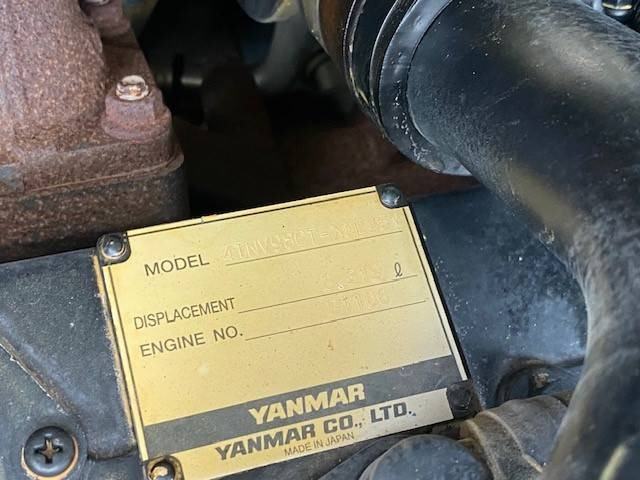 MODEL
DISPLACEMENT ℓ
ENGINE NO.
YANMAR
YANMAR CO., LTD.
MADE IN JAPAN